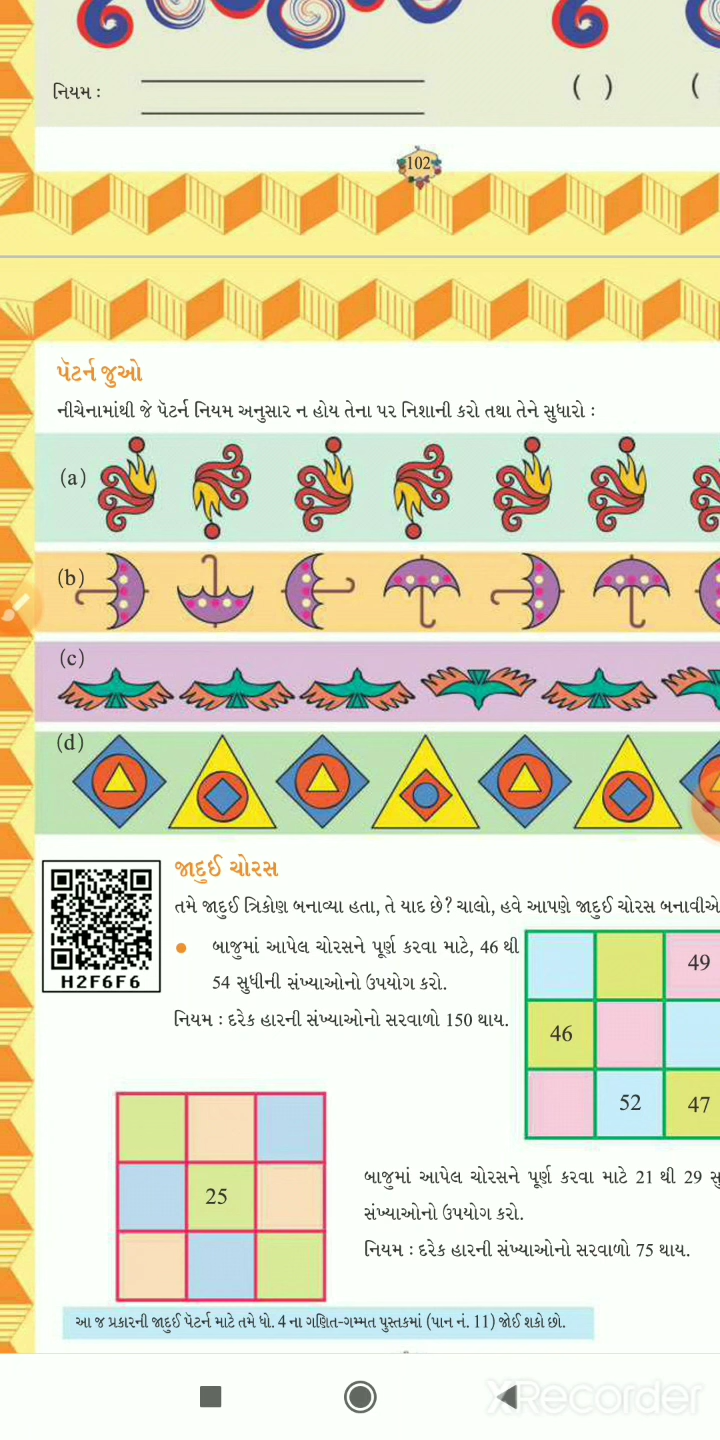 નિયમ :
( ) (
102
પૅટર્ન જુઓ
નીચેનામાંથી જે પૅટર્ન નિયમ અનુસાર ન હોય તેના પર નિશાની કરો તથા તેને સુધારો :
(a)
(b)
(c)
(d)
જાદુઈ ચોરસ
તમે જાદુઈ ત્રિકોણ બનાવ્યા હતા, તે યાદ છે? ચાલો, હવે આપણે જાદુઈ ચોરસ બનાવીએ
• બાજુમાં આપેલ ચોરસને પૂર્ણ કરવા માટે, 46 થી
54 સુધીની સંખ્યાઓનો ઉપયોગ કરો.
નિયમ : દરેક હારની સંખ્યાઓનો સરવાળો 150 થાય.
H2F6F6
49
46
52 47
25
બાજુમાં આપેલ ચોરસને પૂર્ણ કરવા માટે 21 થી 29 સુ
સંખ્યાઓનો ઉપયોગ કરો.
નિયમ : દરેક હારની સંખ્યાઓનો સરવાળો 75 થાય.
આ જ પ્રકારની જાદુઈ પૅટર્ન માટે તમે ધો. 4 ના ગણિત-ગમ્મત પુસ્તકમાં (પાન નં. 11) જોઈ શકો છો.
XRecorder